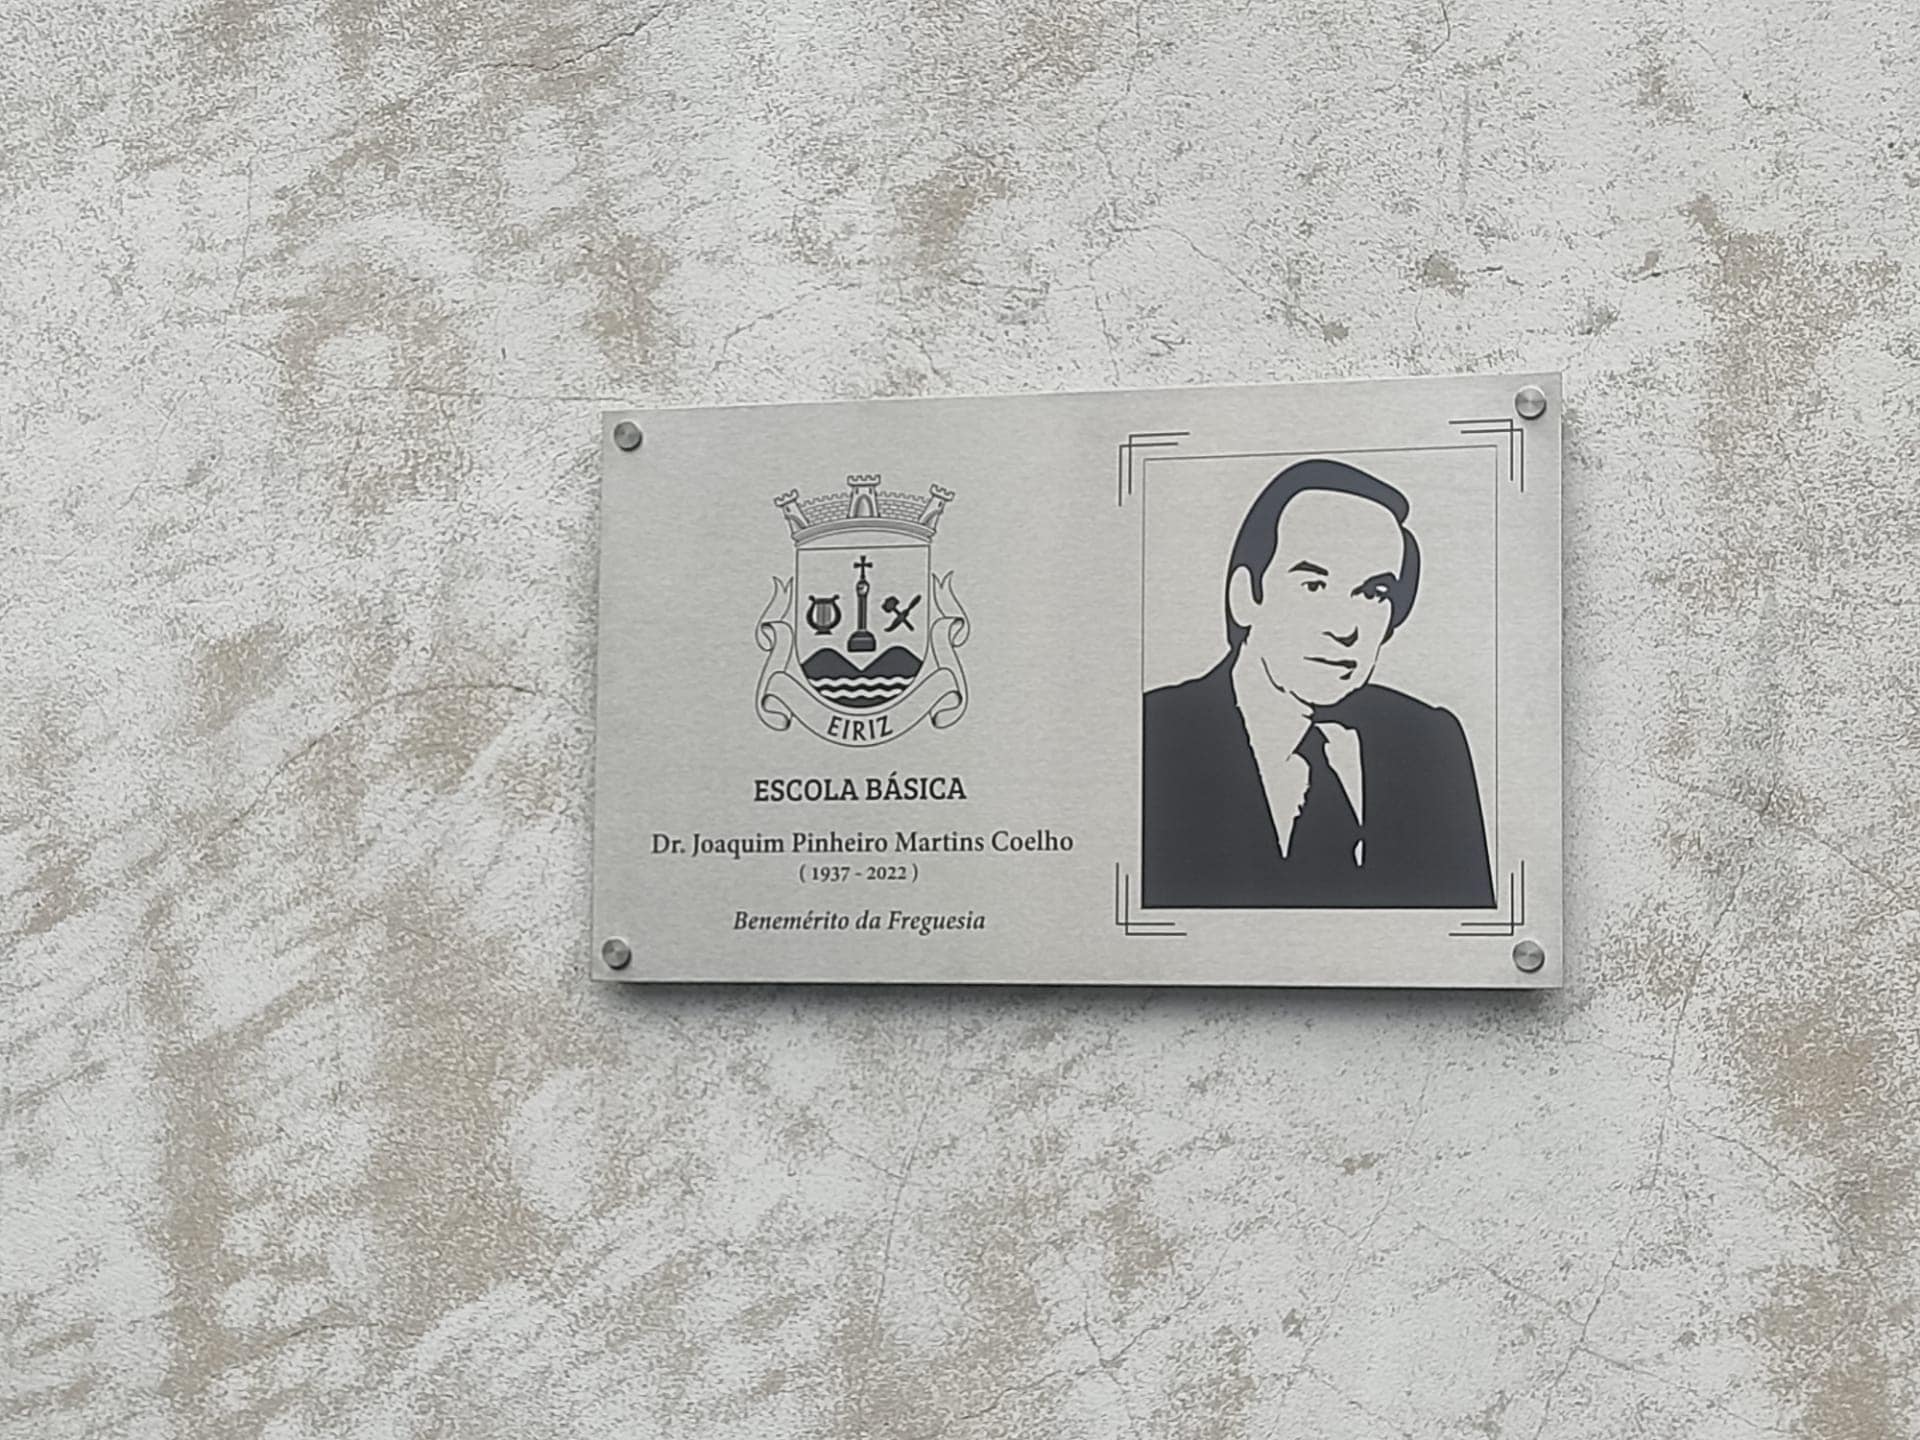 EIRIZ
ESCOLA BÁSICA
Dr. Joaquim Pinheiro Martins Coelho
( 1937 - 2022 )
Benemérito da Freguesia